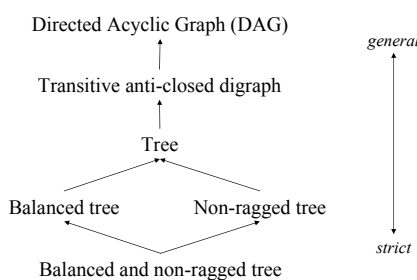 Directed Acyclic Graph (DAG)
general
Transitive anti-closed digraph
Tree
Balanced tree
Non-ragged tree
strict
Balanced and non-ragged tree